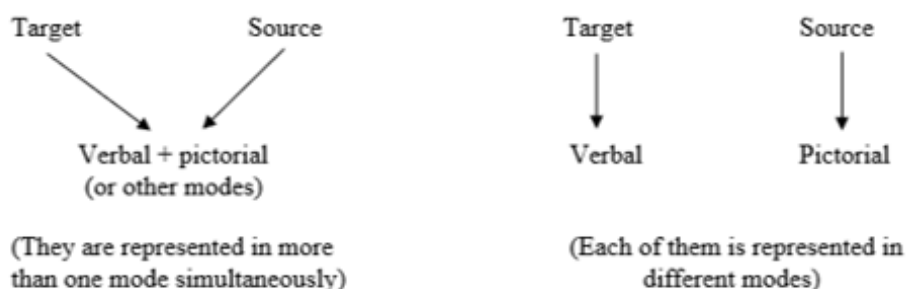 Target Source
Verbal + pictorial
(or other modes)
(They are represented in more
than one mode simultaneously)
Target Source
Verbal Pictorial
(Each of them is represented in
different modes)